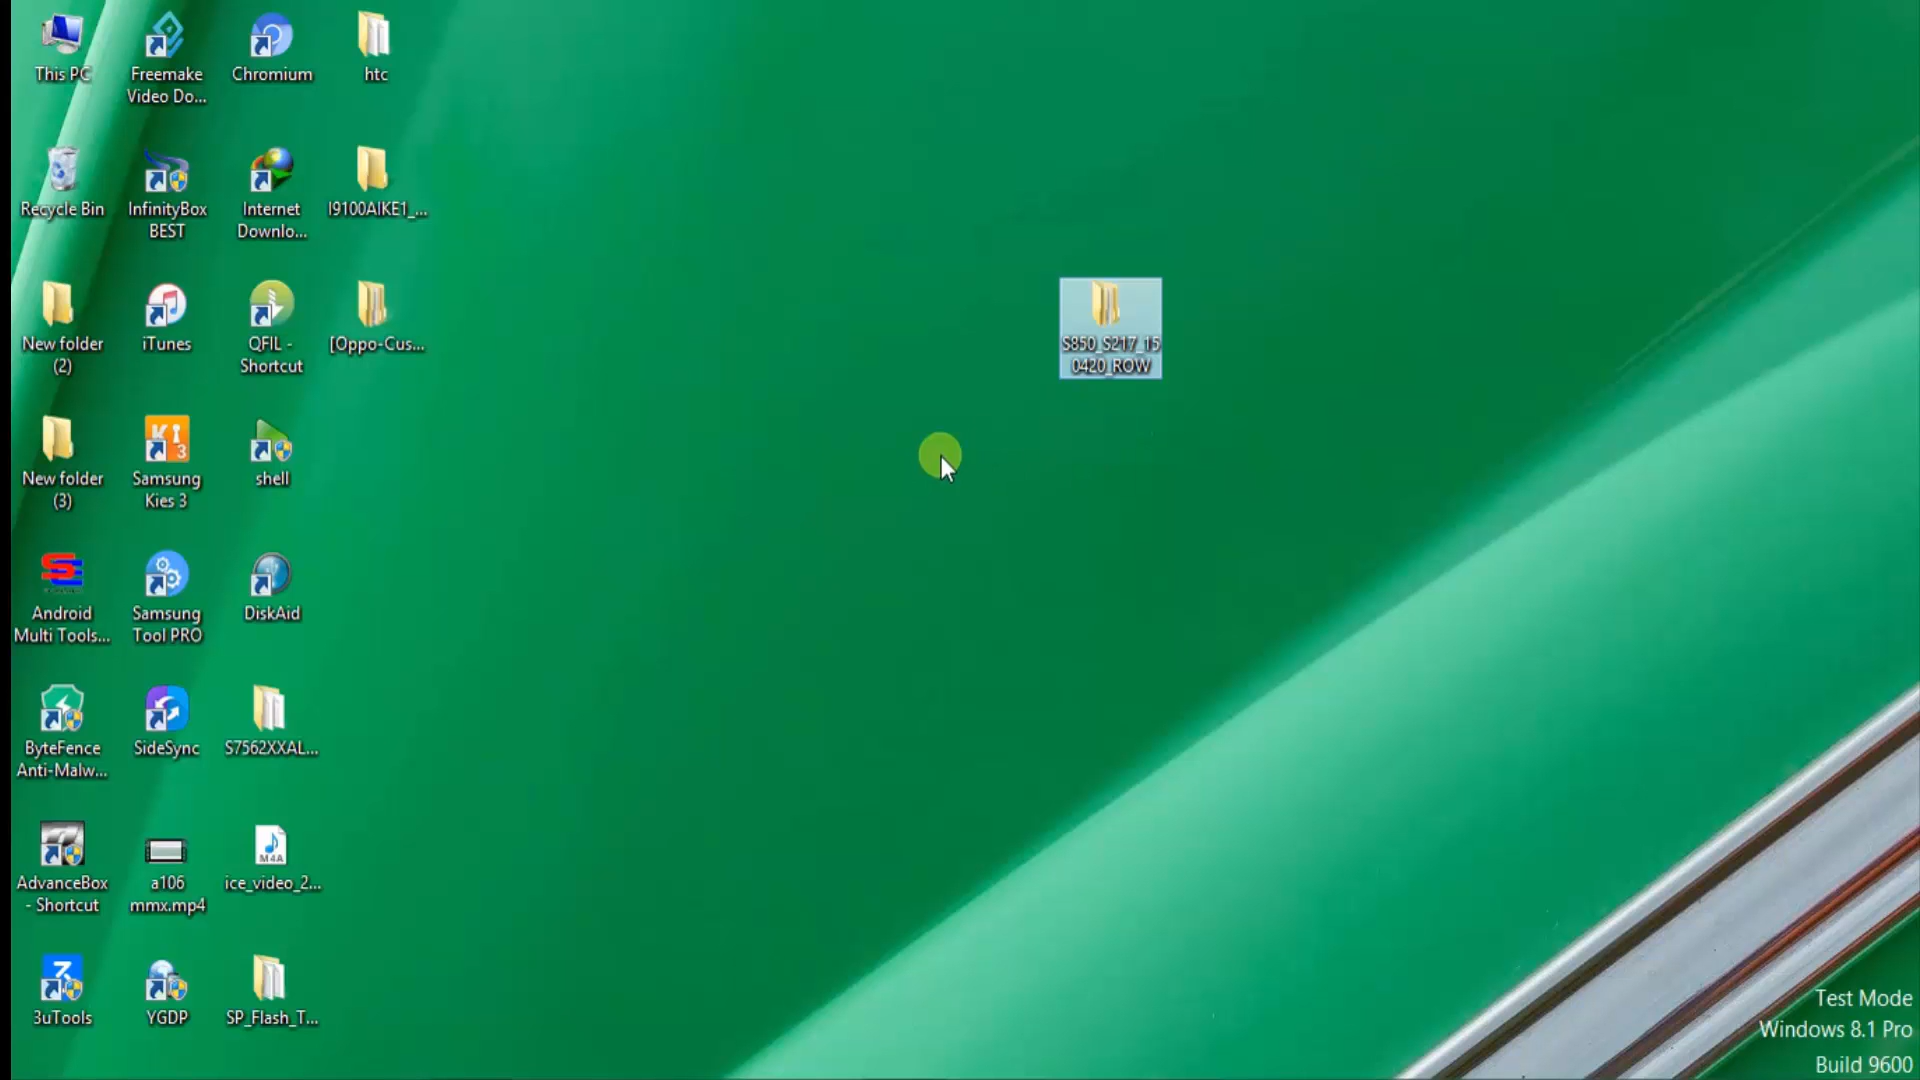 This PC
Freemake
Video Do...
Chromium
htc
Recycle Bin
InfinityBox
BEST
Internet
Downlo...
I9100AIKE1_...
New folder
(2)
iTunes
QFIL -
Shortcut
[Oppo-Cus...
S850_S217_15
0420_ROW
New folder
(3)
Ki
3
Samsung
Kies 3
shell
Android
Multi Tools...
Samsung
Tool PRO
DiskAid
ByteFence
Anti-Malw...
SideSync
S7562XXAL...
AdvanceBox
- Shortcut
a106
mmx.mp4
M4A
ice_video_2...
3uTools
YGDP
SP_Flash_T...
Test Mode
Windows 8.1 Pro
Build 9600